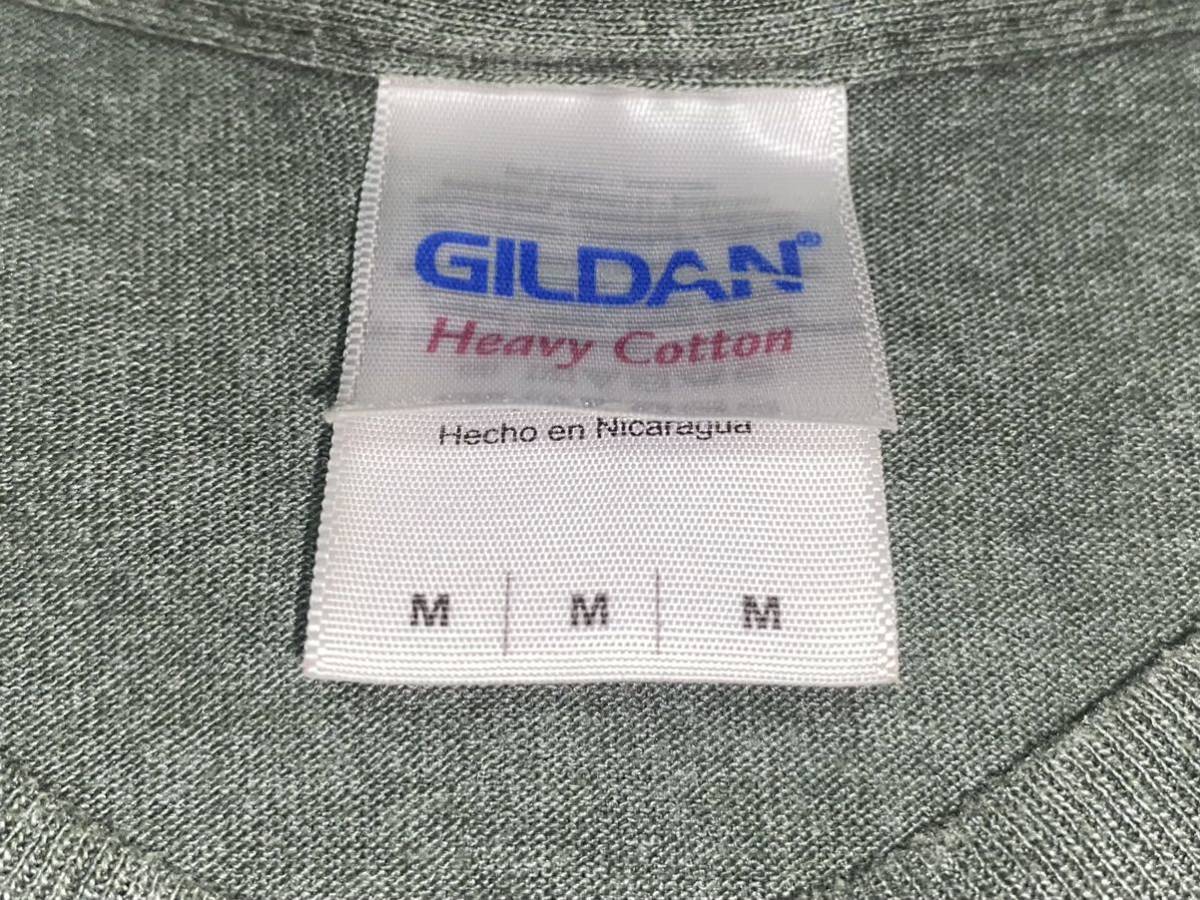 GILDAN®
Heavy Cotton
Hecho en Nicaragua
M | M | M